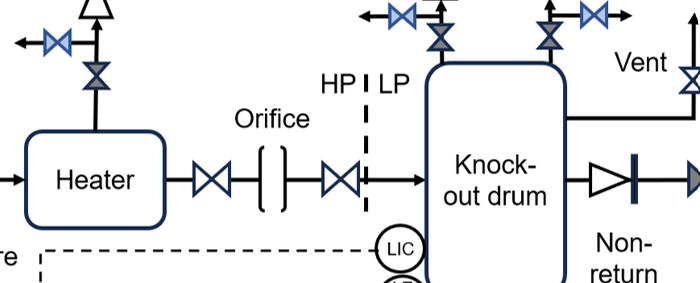 Vent
HP LP
Orifice
Heater
Knock-
out drum
LIC
Non-
return